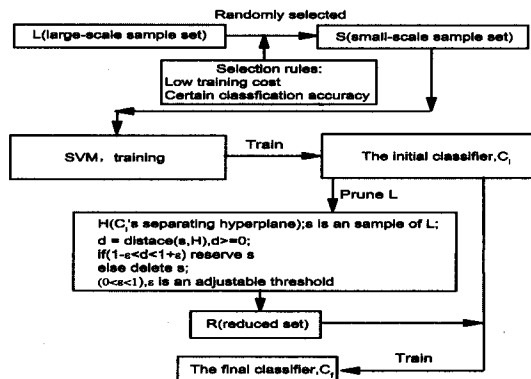 Randomly selected
L(large-scale sample set)
S(small-scale sample set)
Selection rules:
Low training cost
Certain classfication accuracy
SVM, training
Train
The initial classifier,Ci
Prune L
H(Ci's separating hyperplane);s is an sample of L;
d = distace(s,H),d>=0;
if(1-ε<d<1+ε) reserve s
else delete s;
(0<ε<1),ε is an adjustable threshold
R(reduced set)
Train
The final classifier,Cf